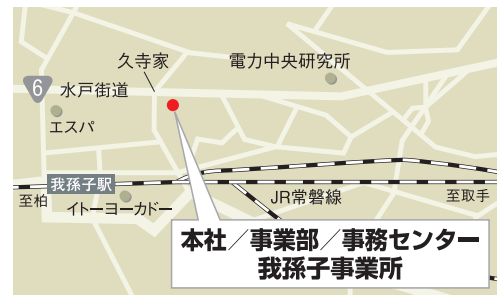 久寺家
電力中央研究所
6
水戸街道
エスパ
我孫子駅
至柏
イトーヨーカドー
JR常磐線
至取手
本社／事業部／事務センター
我孫子事業所